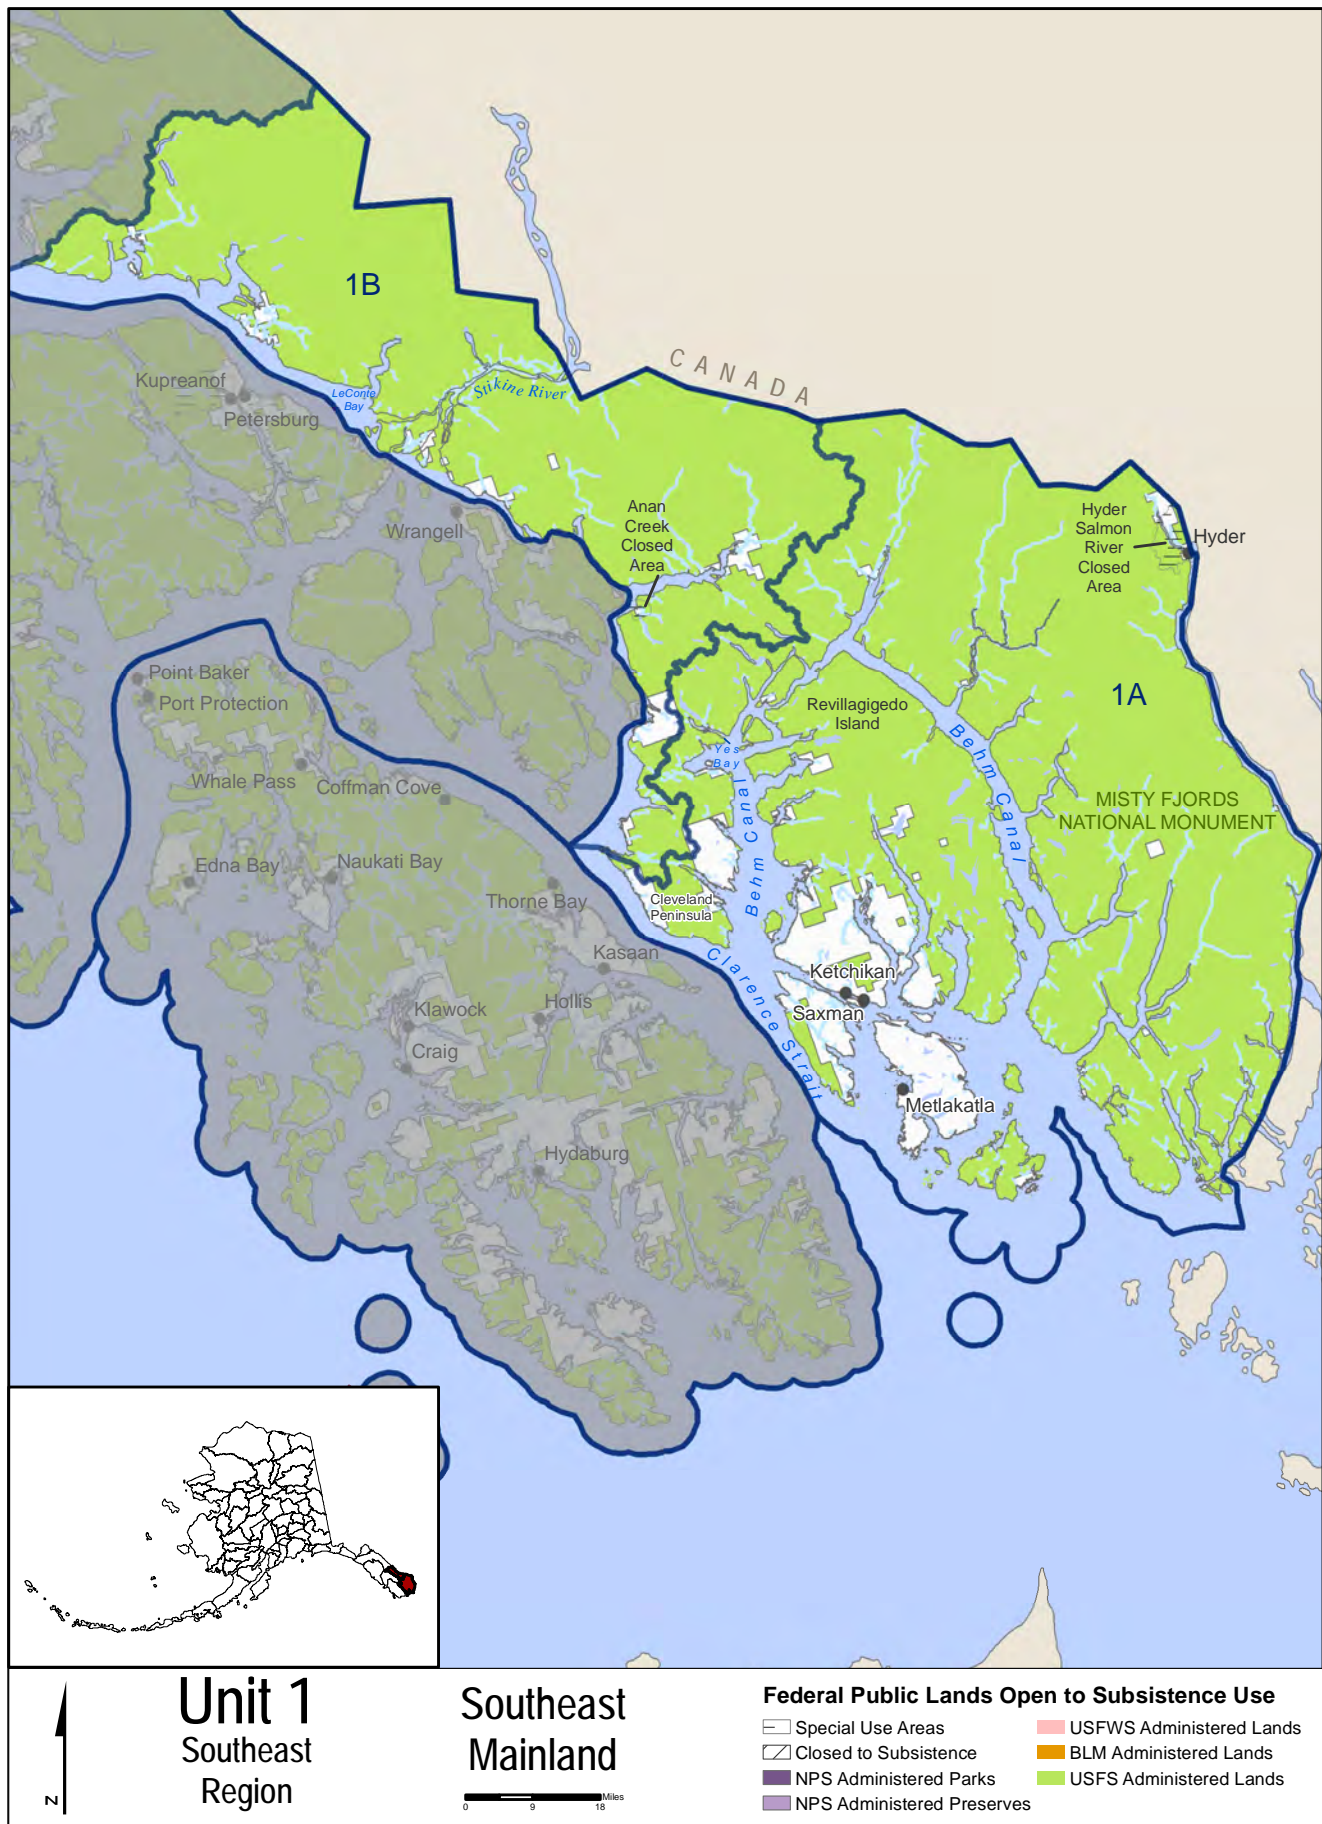 1B
CANADA
Kupreanof
Petersburg
LeConte
Bay
Stikine River
Wrangell
Anan
Creek
Closed
Area
Hyder
Salmon
River
Closed
Area
Hyder
Point Baker
Port Protection
Revillagigedo
Island
1A
Yes
Bay
Behm Canal
Behm Canal
Whale Pass
Coffman Cove
MISTY FJORDS
NATIONAL MONUMENT
Edna Bay
Naukati Bay
Thorne Bay
Cleveland
Peninsula
Kasaan
Clarence Strait
Ketchikan
Saxman
Klawock
Hollis
Craig
Metlakatla
Hydaburg
N
Unit 1
Southeast
Region
Southeast
Mainland
Miles
0 9 18
Federal Public Lands Open to Subsistence Use
Special Use Areas
Closed to Subsistence
NPS Administered Parks
NPS Administered Preserves
USFWS Administered Lands
BLM Administered Lands
USFS Administered Lands